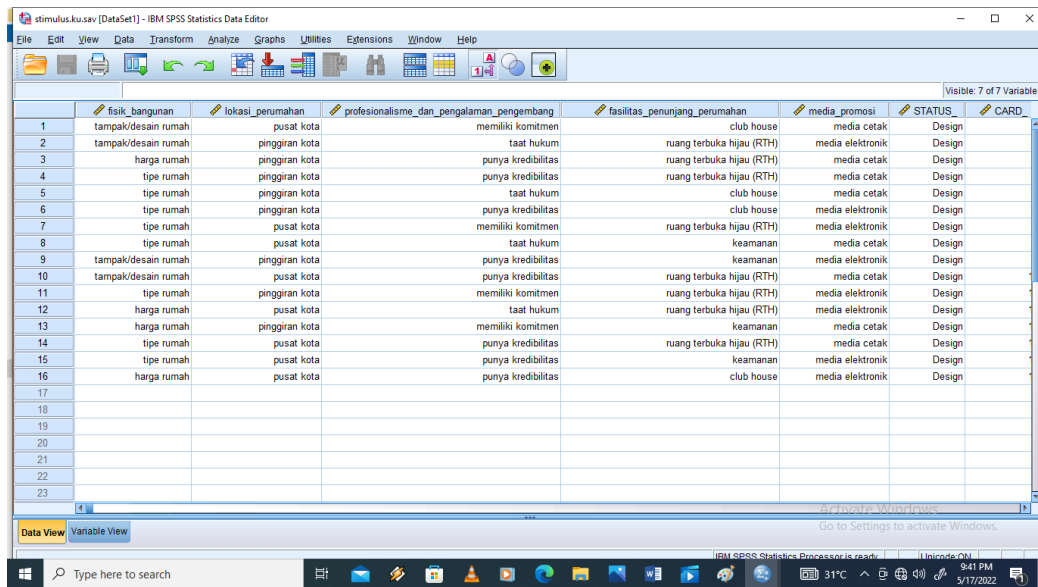 stimulus.ku.sav [DataSet1] - IBM SPSS Statistics Data Editor
File Edit View Data Transform Analyze Graphs Utilities Extensions Window Help
Visible: 7 of 7 Variable
fisik_bangunan lokasi_perumahan profesionalisme_dan_pengalaman_pengembang fasilitas_penunjang_perumahan media_promosi STATUS_ CARD_
1 tampak/desain rumah pusat kota memiliki komitmen club house media cetak Design
2 tampak/desain rumah pinggiran kota taat hukum ruang terbuka hijau (RTH) media elektronik Design
3 harga rumah pinggiran kota punya kredibilitas ruang terbuka hijau (RTH) media cetak Design
4 tipe rumah pinggiran kota punya kredibilitas ruang terbuka hijau (RTH) media cetak Design
5 tipe rumah pinggiran kota taat hukum club house media cetak Design
6 tipe rumah pinggiran kota punya kredibilitas club house media elektronik Design
7 tipe rumah pusat kota memiliki komitmen ruang terbuka hijau (RTH) media elektronik Design
8 tipe rumah pusat kota taat hukum keamanan media cetak Design
9 tampak/desain rumah pinggiran kota punya kredibilitas keamanan media elektronik Design
10 tampak/desain rumah pusat kota punya kredibilitas ruang terbuka hijau (RTH) media cetak Design
11 tipe rumah pinggiran kota memiliki komitmen ruang terbuka hijau (RTH) media elektronik Design
12 harga rumah pusat kota taat hukum ruang terbuka hijau (RTH) media elektronik Design
13 harga rumah pinggiran kota memiliki komitmen keamanan media cetak Design
14 tipe rumah pusat kota punya kredibilitas ruang terbuka hijau (RTH) media cetak Design
15 tipe rumah pusat kota punya kredibilitas keamanan media elektronik Design
16 harga rumah pusat kota punya kredibilitas club house media elektronik Design
17
18
19
20
21
22
23
Activate Windows
Data View Variable View Go to Settings to activate Windows.
IBM SPSS Statistics Processor is ready Unicode:ON
Type here to search 31°C 9:41 PM
5/17/2022